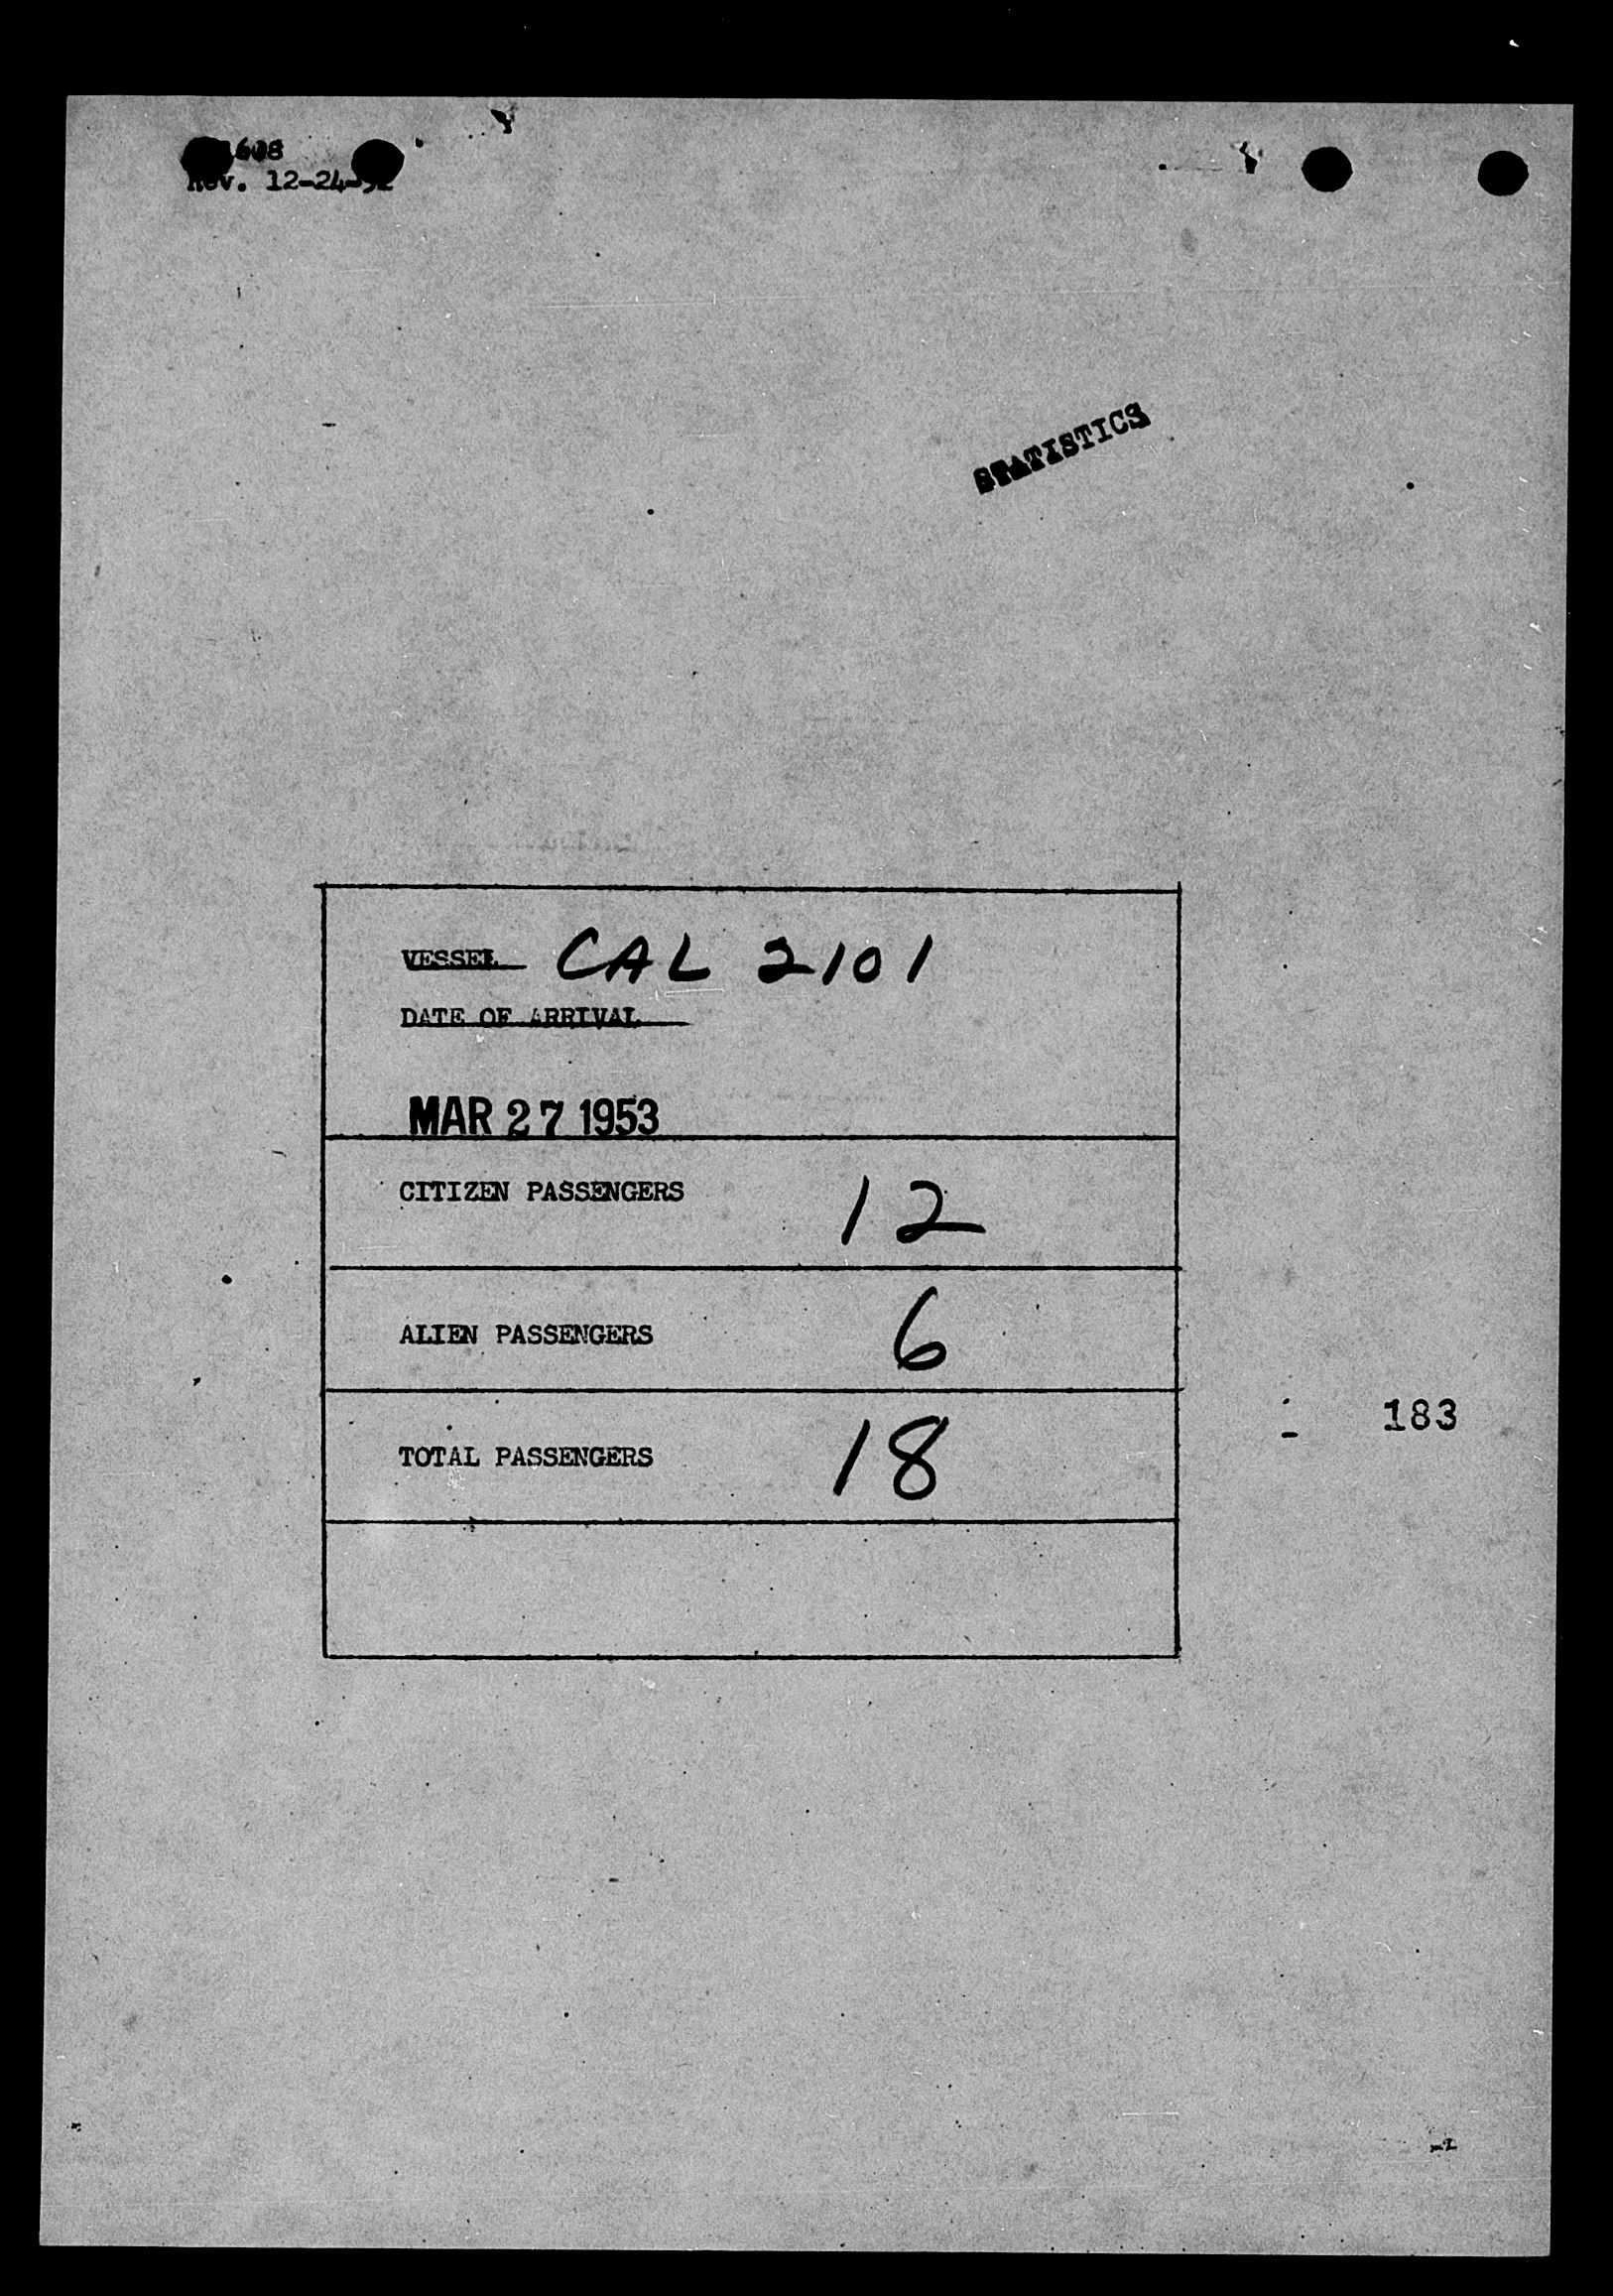 Rev. 12-24-52
STATISTICS
VESSEL CAL 2101
DATE OF ARRIVAL
MAR 27 1953
CITIZEN PASSENGERS 12
ALIEN PASSENGERS 6
183
TOTAL PASSENGERS 18